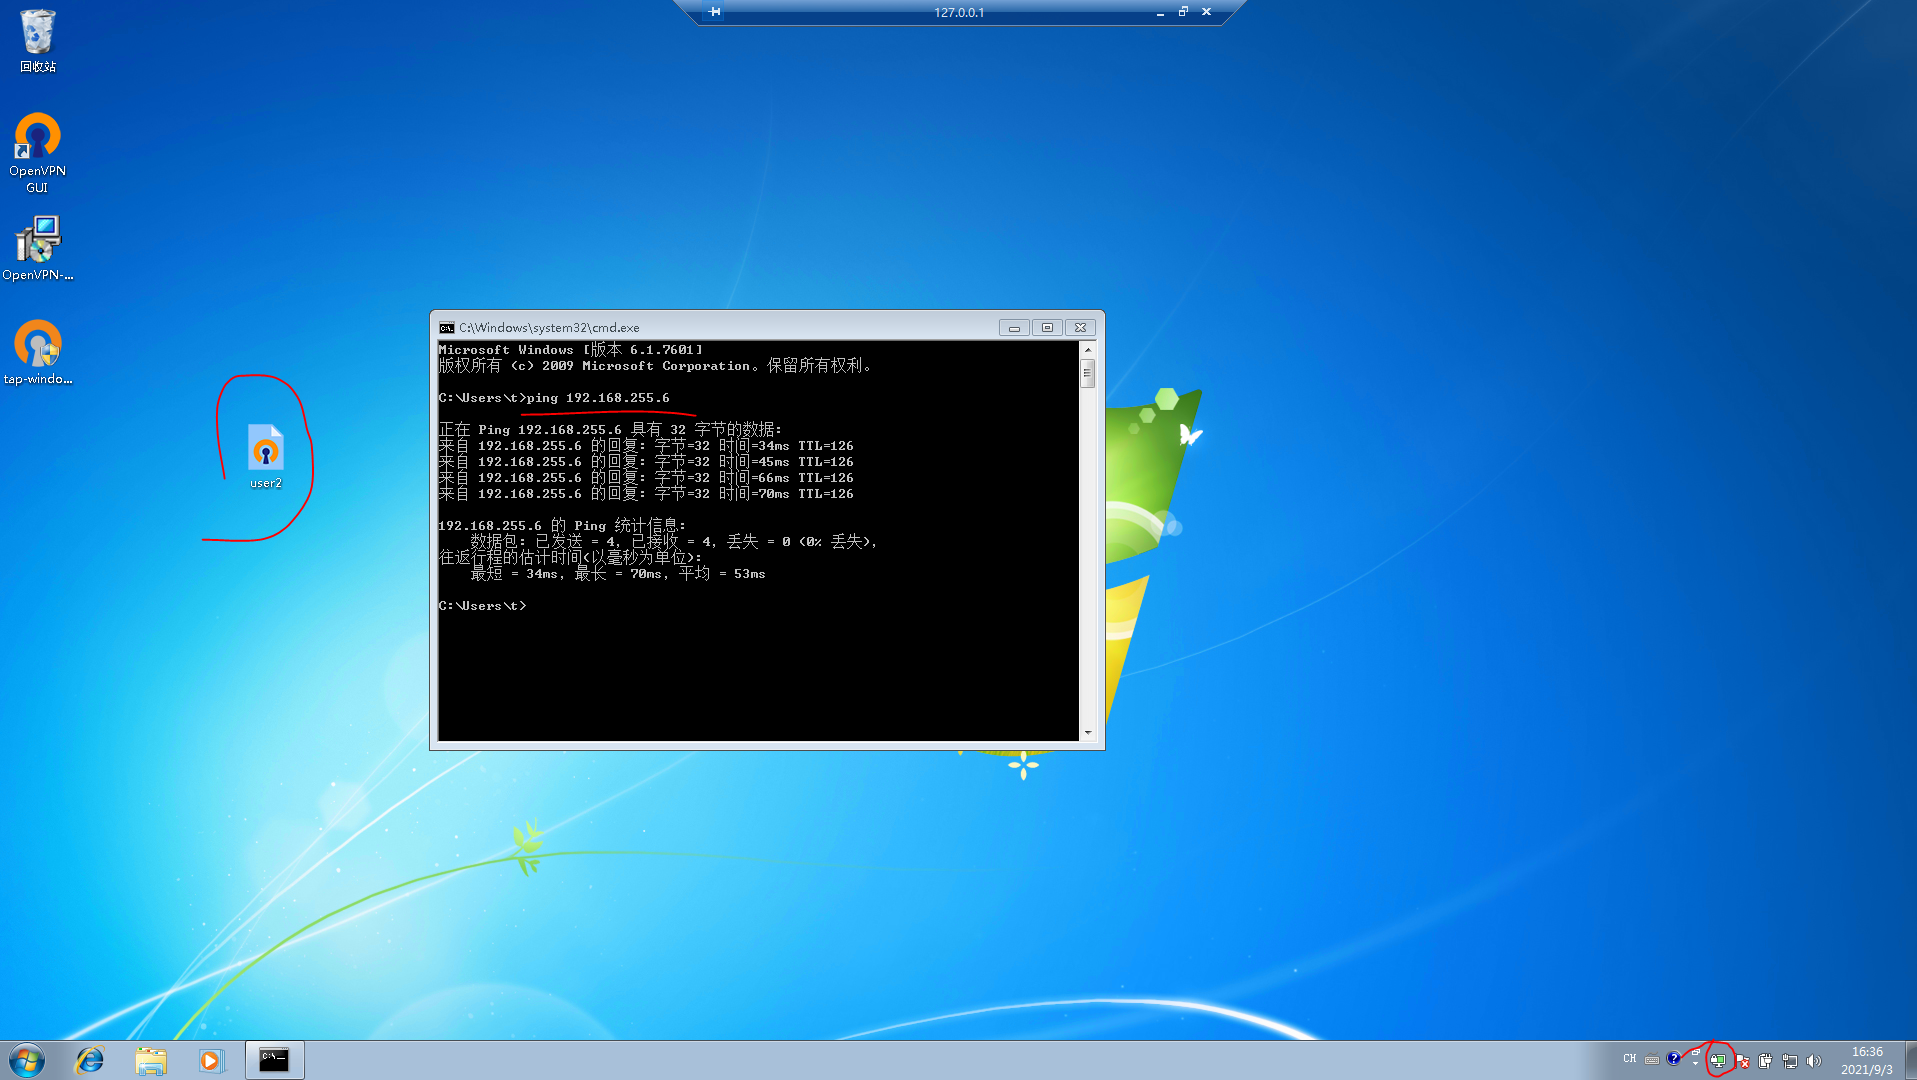 127.0.0.1
回收站
OpenVPN
GUI
OpenVPN-...
tap-windo...
user2
C:\Windows\system32\cmd.exe
Microsoft Windows [版本 6.1.7601]
版权所有 (c) 2009 Microsoft Corporation。保留所有权利。
C:\Users\t>ping 192.168.255.6
正在 Ping 192.168.255.6 具有 32 字节的数据:
来自 192.168.255.6 的回复: 字节=32 时间=34ms TTL=126
来自 192.168.255.6 的回复: 字节=32 时间=45ms TTL=126
来自 192.168.255.6 的回复: 字节=32 时间=66ms TTL=126
来自 192.168.255.6 的回复: 字节=32 时间=70ms TTL=126
192.168.255.6 的 Ping 统计信息:
数据包: 已发送 = 4, 已接收 = 4, 丢失 = 0 (0% 丢失),
往返行程的估计时间(以毫秒为单位):
最短 = 34ms, 最长 = 70ms, 平均 = 53ms
C:\Users\t>
CH
16:36
2021/9/3